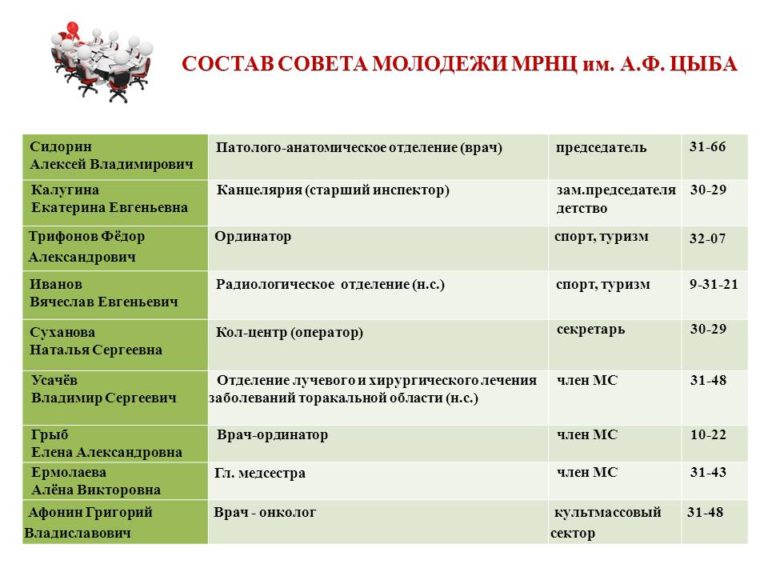 СОСТАВ СОВЕТА МОЛОДЕЖИ МРНЦ им. А.Ф. ЦЫБА
Сидорин
Алексей Владимирович
Патолого-анатомическое отделение (врач)
председатель
31-66
Калугина
Екатерина Евгеньевна
Канцелярия (старший инспектор)
зам.председателя
детство
30-29
Трифонов Фёдор
Александрович
Ординатор
спорт, туризм
32-07
Иванов
Вячеслав Евгеньевич
Радиологическое отделение (н.с.)
спорт, туризм
9-31-21
Суханова
Наталья Сергеевна
Кол-центр (оператор)
секретарь
30-29
Усачёв
Владимир Сергеевич
Отделение лучевого и хирургического лечения
заболеваний торакальной области (н.с.)
член МС
31-48
Грыб
Елена Александровна
Врач-ординатор
член МС
10-22
Ермолаева
Алёна Викторовна
Гл. медсестра
член МС
31-43
Афонин Григорий
Владиславович
Врач - онколог
культмассовый
сектор
31-48